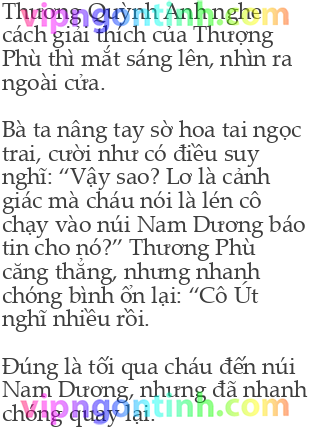 Thượng Quỳnh Anh nghe
cách giải thích của Thượng
Phù thì mắt sáng lên, nhìn ra
ngoài cửa.
Bà ta nâng tay sờ hoa tai ngọc
trai, cười như có điều suy
nghĩ: “Vậy sao? Lơ là cảnh
giác mà cháu nói là lén cô
chạy vào núi Nam Dương báo
tin cho nó?” Thương Phù
căng thẳng, nhưng nhanh
chóng bình ổn lại: “Cô Út
nghĩ nhiều rồi.
Đúng là tối qua cháu đến núi
Nam Dương, nhưng đã nhanh
chóng quay lại.
vipngontinh.com
vipngontinh.com